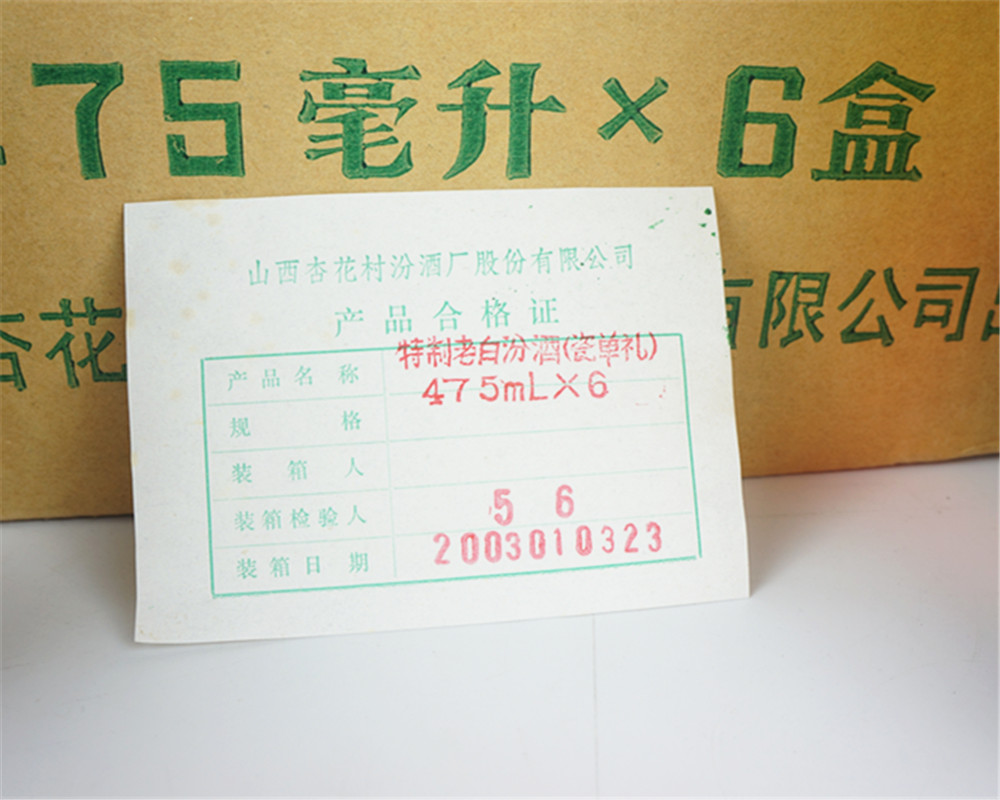 75毫升×6盒
杏花
有限公司
山西杏花村汾酒厂股份有限公司
产品合格证
产品名称 特制老白汾酒(瓷单礼)
规格 475mL×6
装箱人
装箱检验人 56
装箱日期 2003010323